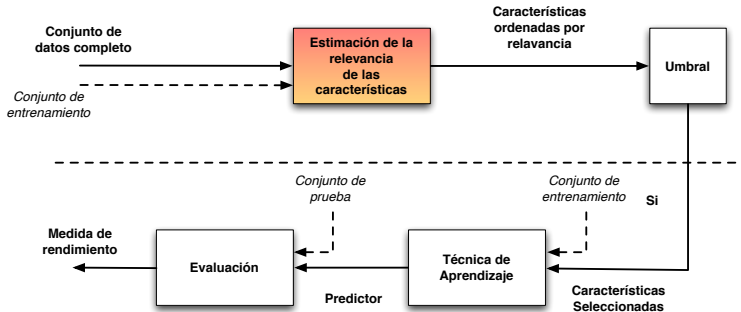 Conjunto de
datos completo
Conjunto de
entrenamiento
Estimación de la
relevancia
de las
características
Características
ordenadas por
relevancia
Umbral
Conjunto de
prueba
Conjunto de
entrenamiento
Si
Medida de
rendimiento
Evaluación
Predictor
Técnica de
Aprendizaje
Características
Seleccionadas